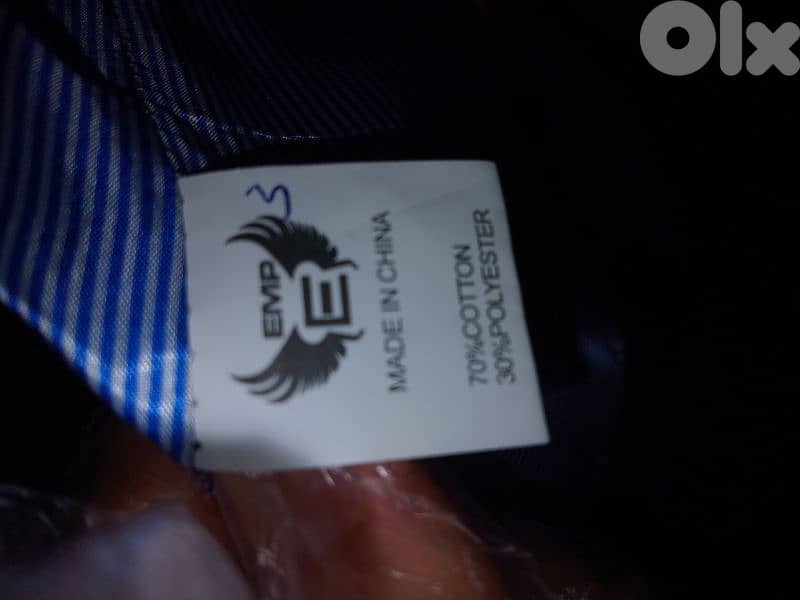 Olx
3
EMP
E
MADE IN CHINA
70%COTTON
30%POLYESTER